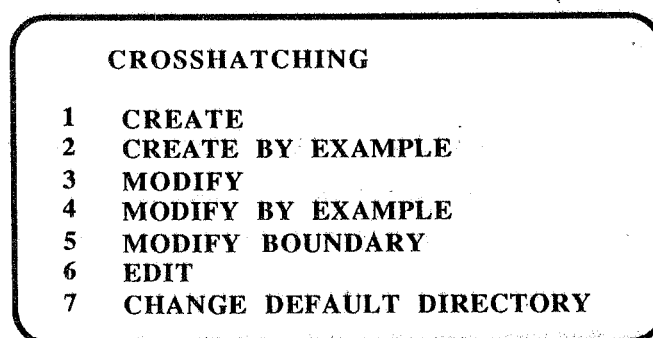 CROSSHATCHING
1 CREATE
2 CREATE BY EXAMPLE
3 MODIFY
4 MODIFY BY EXAMPLE
5 MODIFY BOUNDARY
6 EDIT
7 CHANGE DEFAULT DIRECTORY